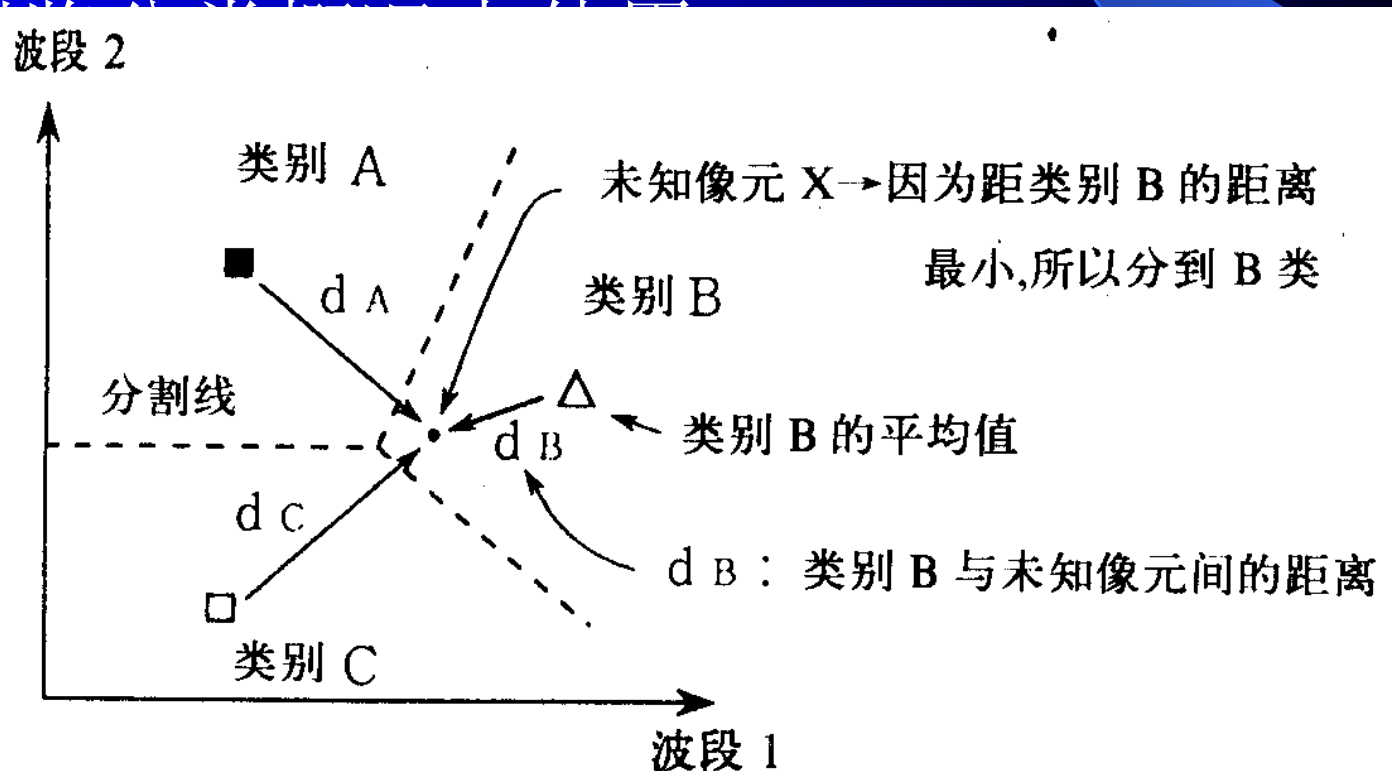 波段 2
类别 A
未知像元 X→因为距类别 B 的距离
最小,所以分到 B 类
d A
类别 B
分割线
d B
类别 B 的平均值
d C
d B：类别 B 与未知像元间的距离
类别 C
波段 1